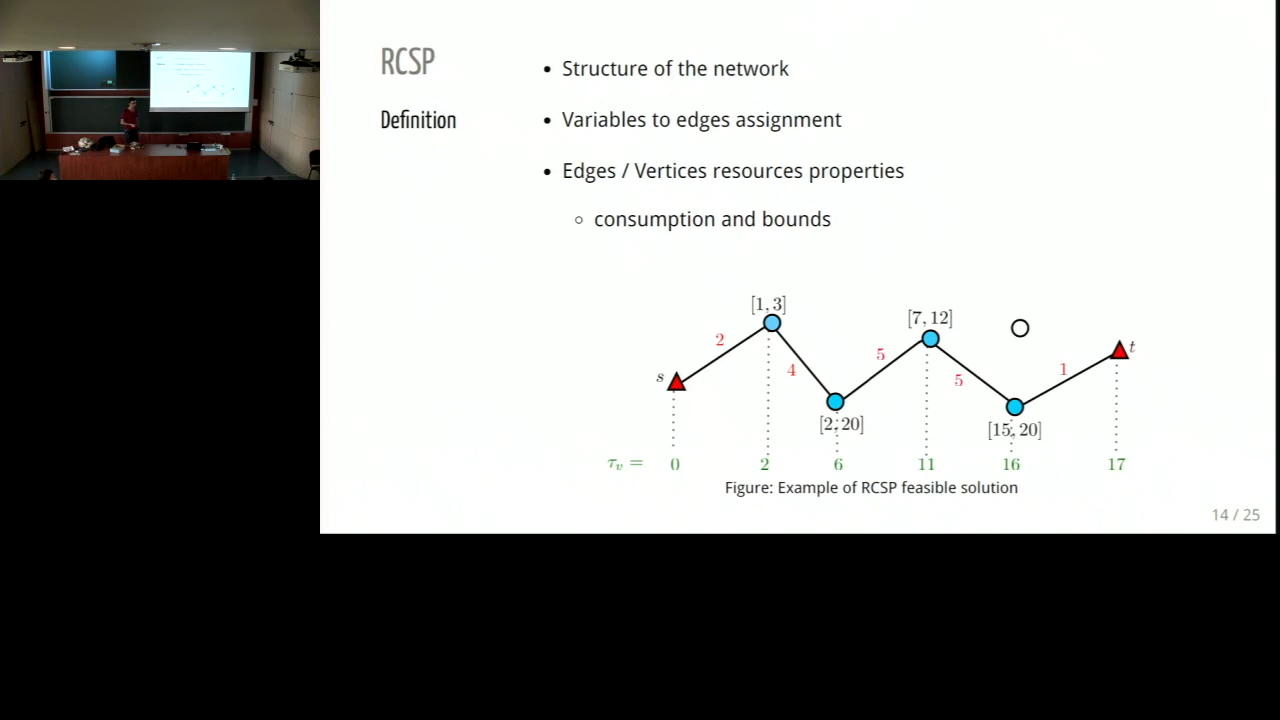 RCSP
Definition
• Structure of the network
• Variables to edges assignment
• Edges / Vertices resources properties
◦ consumption and bounds
[1, 3]
[7, 12]
2
5
t
s
4
5
1
[2, 20]
[15, 20]
τ_v = 0 2 6 11 16 17
Figure: Example of RCSP feasible solution
14 / 25